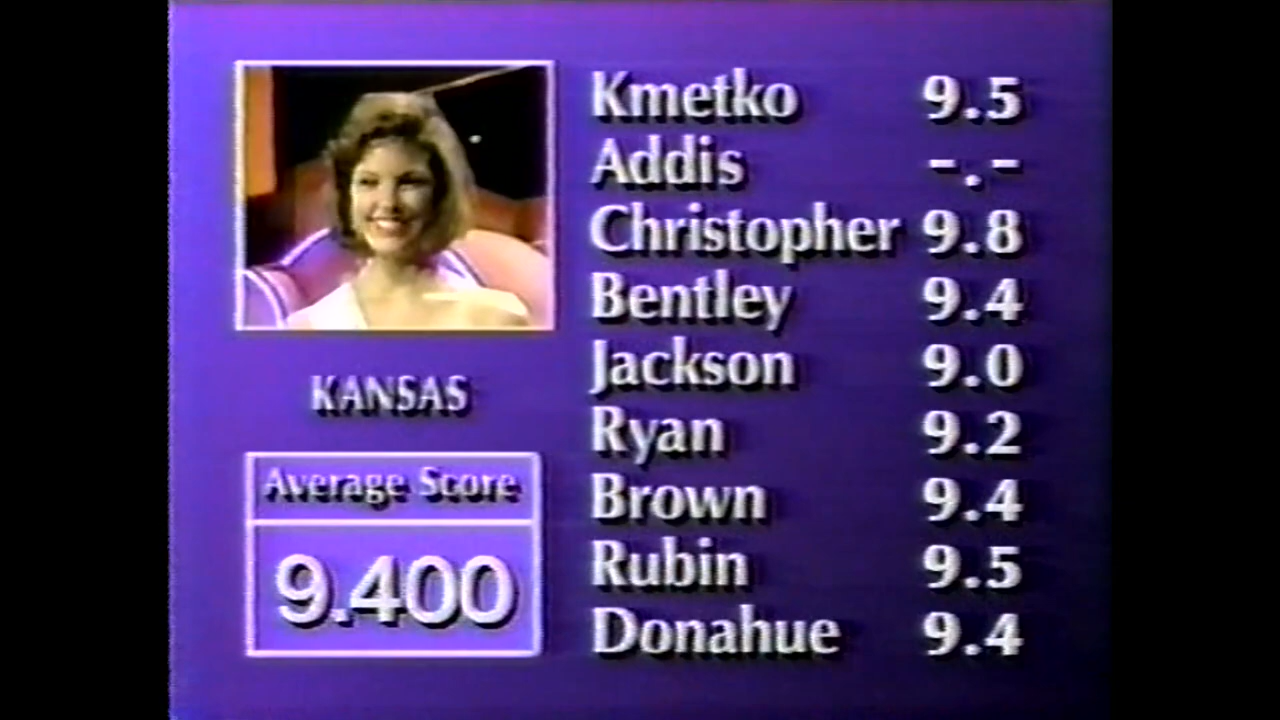 Kmetko 9.5
Addis -.-
Christopher 9.8
Bentley 9.4
Jackson 9.0
Ryan 9.2
Brown 9.4
Rubin 9.5
Donahue 9.4
KANSAS
Average Score
9.400